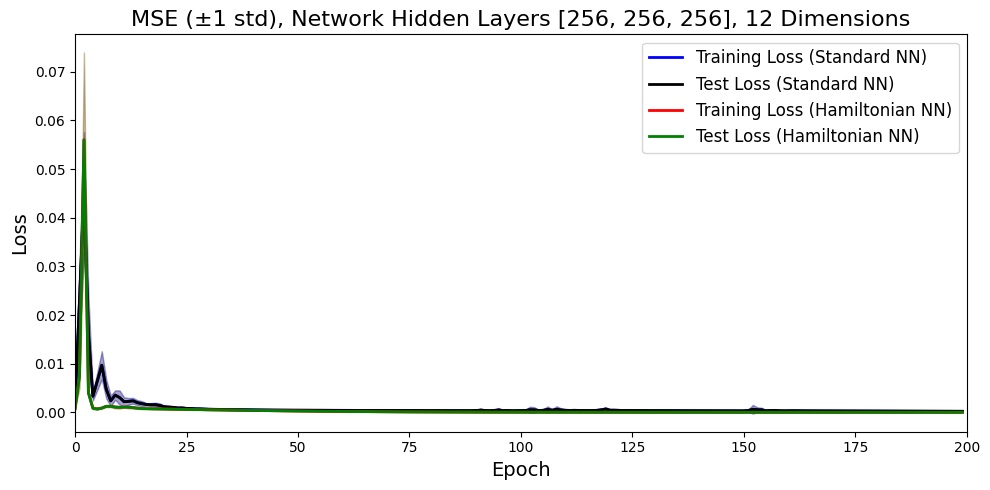 MSE (±1 std), Network Hidden Layers [256, 256, 256], 12 Dimensions
Training Loss (Standard NN)
Test Loss (Standard NN)
Training Loss (Hamiltonian NN)
Test Loss (Hamiltonian NN)
Loss
0.07
0.06
0.05
0.04
0.03
0.02
0.01
0.00
0 25 50 75 100 125 150 175 200
Epoch